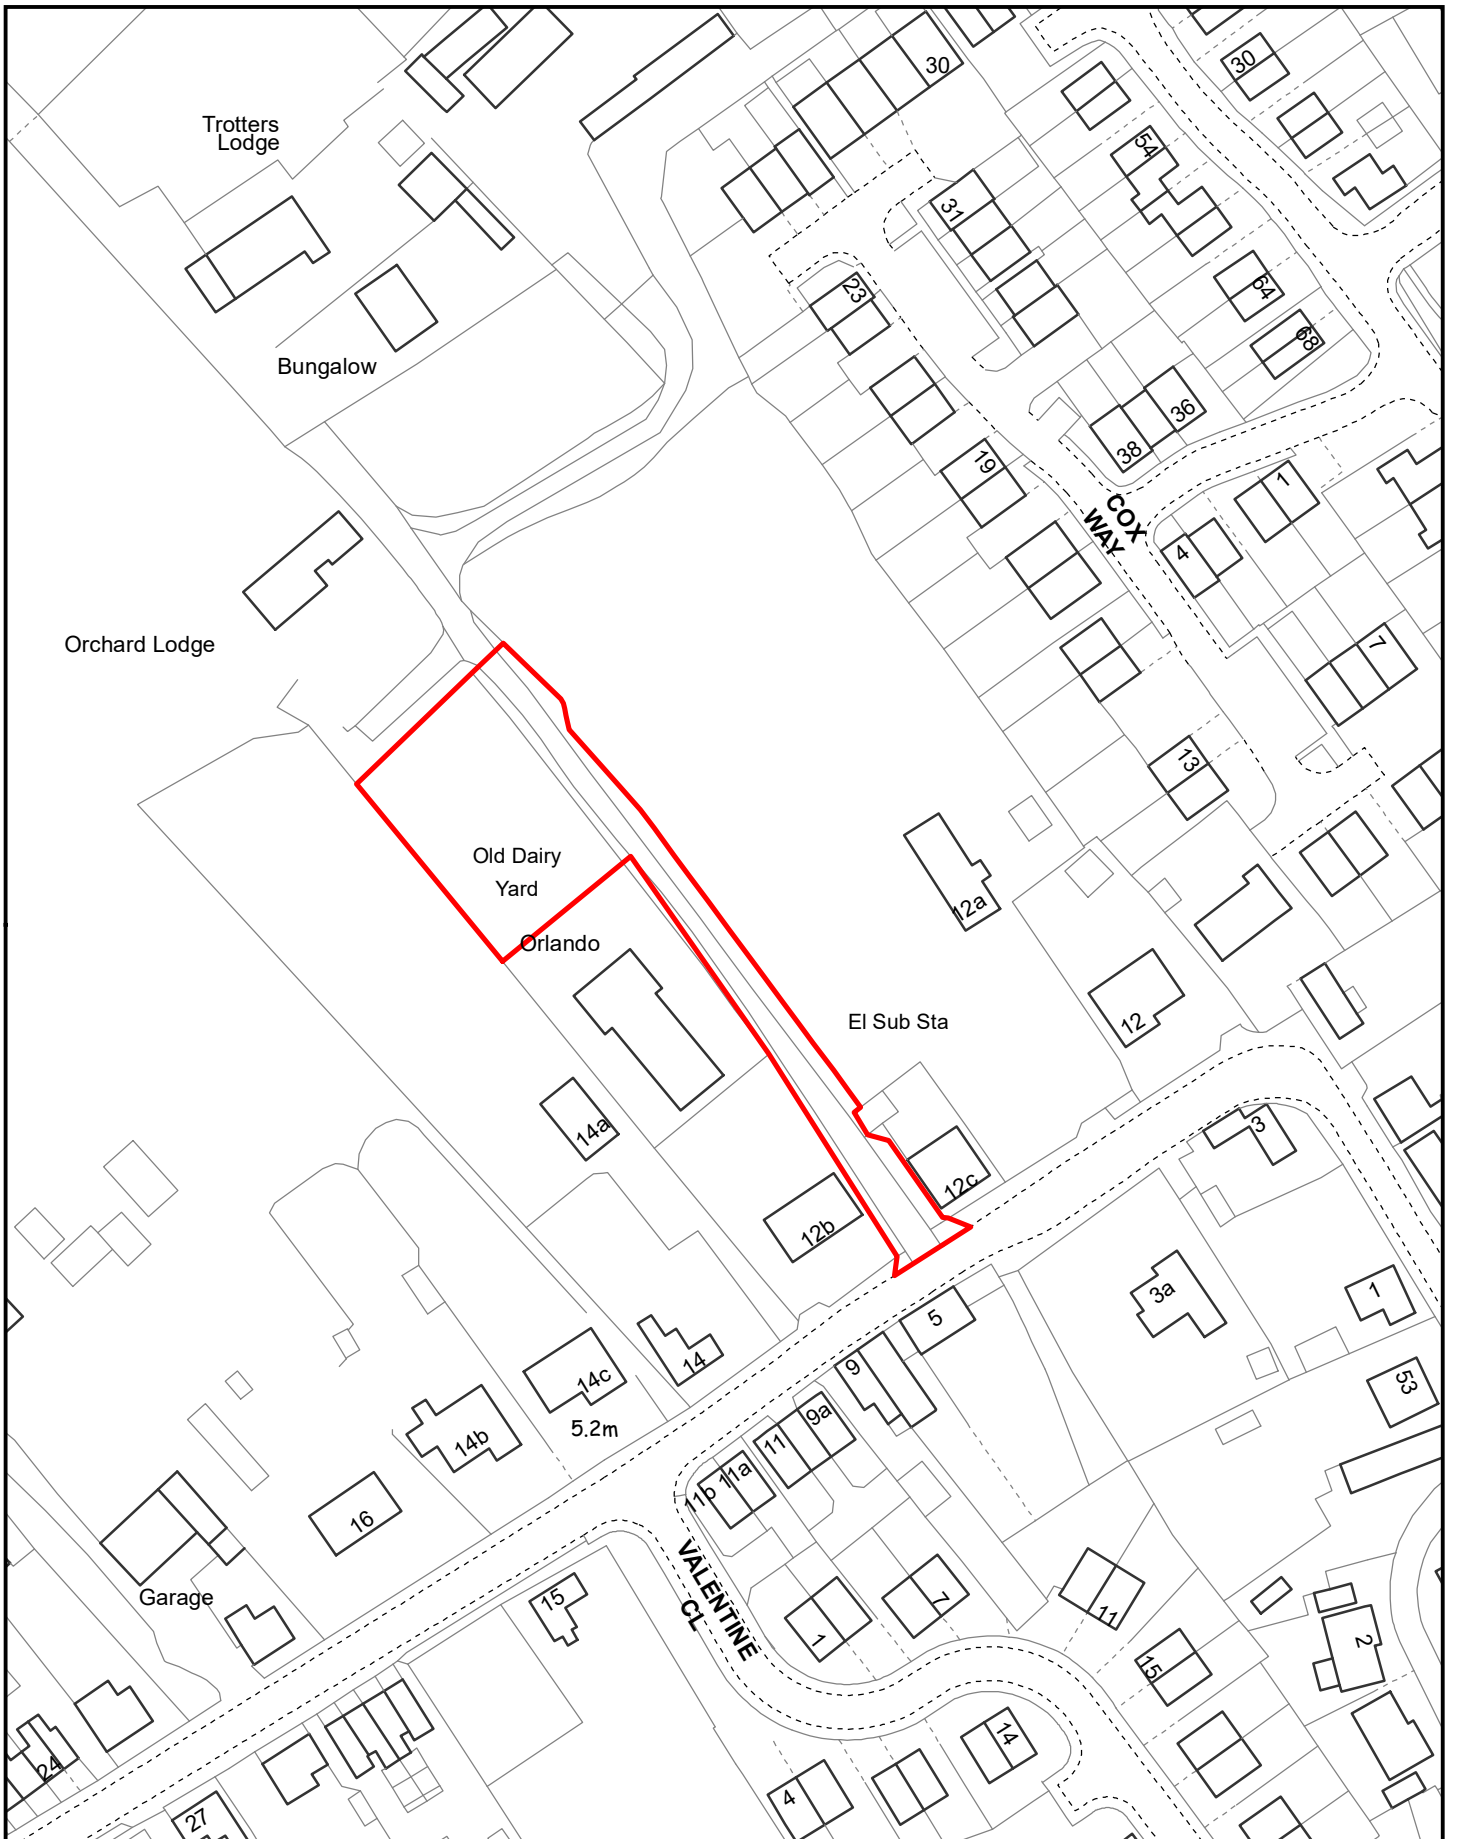 30
30
Trotters
Lodge
54
31
23
64
68
Bungalow
36
38
19
1
COX
WAY
4
Orchard Lodge
7
13
Old Dairy
Yard
12a
Orlando
El Sub Sta
12
14a
3
12c
12b
3a
1
5
14
9
14c
53
9a
5.2m
14b
11
11a
11b
16
VALENTINE
CL
Garage
15
7
11
1
2
15
14
24
4
27